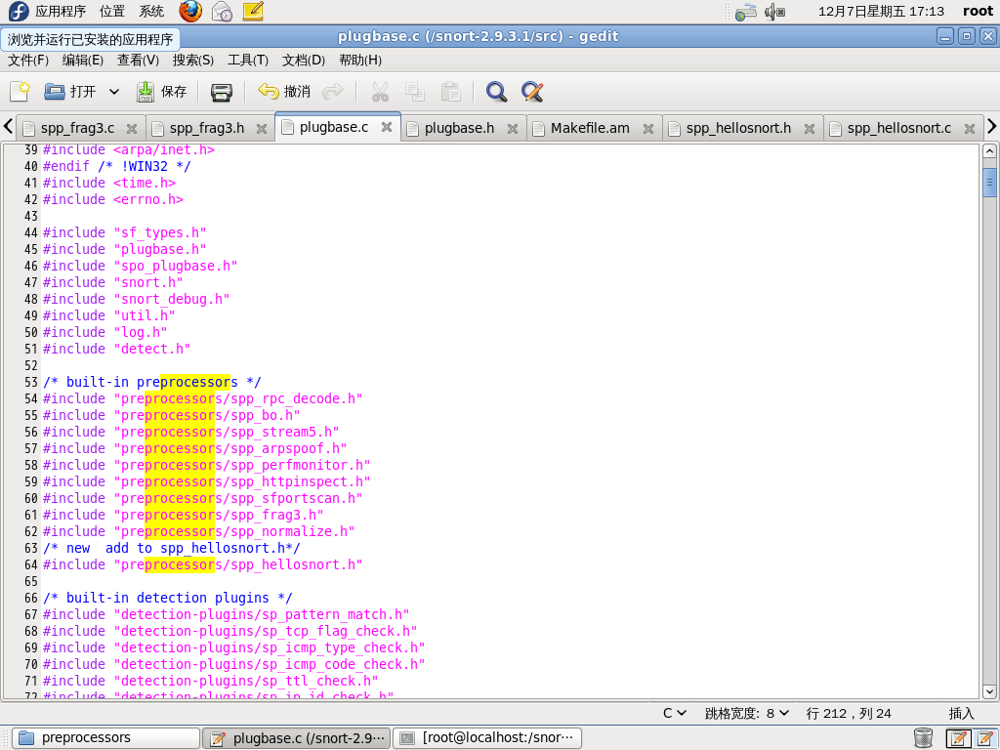 应用程序 位置 系统 12月7日星期五 17:13 root
浏览并运行已安装的应用程序 plugbase.c (/snort-2.9.3.1/src) - gedit
文件(F) 编辑(E) 查看(V) 搜索(S) 工具(T) 文档(D) 帮助(H)
打开 保存 撤消
spp_frag3.c spp_frag3.h plugbase.c plugbase.h Makefile.am spp_hellosnort.h spp_hellosnort.c
39 #include <arpa/inet.h>
40 #endif /* !WIN32 */
41 #include <time.h>
42 #include <errno.h>
43
44 #include "sf_types.h"
45 #include "plugbase.h"
46 #include "spo_plugbase.h"
47 #include "snort.h"
48 #include "snort_debug.h"
49 #include "util.h"
50 #include "log.h"
51 #include "detect.h"
52
53 /* built-in preprocessors */
54 #include "preprocessors/spp_rpc_decode.h"
55 #include "preprocessors/spp_bo.h"
56 #include "preprocessors/spp_stream5.h"
57 #include "preprocessors/spp_arpspoof.h"
58 #include "preprocessors/spp_perfmonitor.h"
59 #include "preprocessors/spp_httpinspect.h"
60 #include "preprocessors/spp_sfportscan.h"
61 #include "preprocessors/spp_frag3.h"
62 #include "preprocessors/spp_normalize.h"
63 /* new  add to spp_hellosnort.h*/
64 #include "preprocessors/spp_hellosnort.h"
65
66 /* built-in detection plugins */
67 #include "detection-plugins/sp_pattern_match.h"
68 #include "detection-plugins/sp_tcp_flag_check.h"
69 #include "detection-plugins/sp_icmp_type_check.h"
70 #include "detection-plugins/sp_icmp_code_check.h"
71 #include "detection-plugins/sp_ttl_check.h"
72 #include "detection-plugins/sp_ip_id_check.h"
C 跳格宽度: 8 行 212，列 24 插入
preprocessors plugbase.c (/snort-2.9··· [root@localhost:/snor···